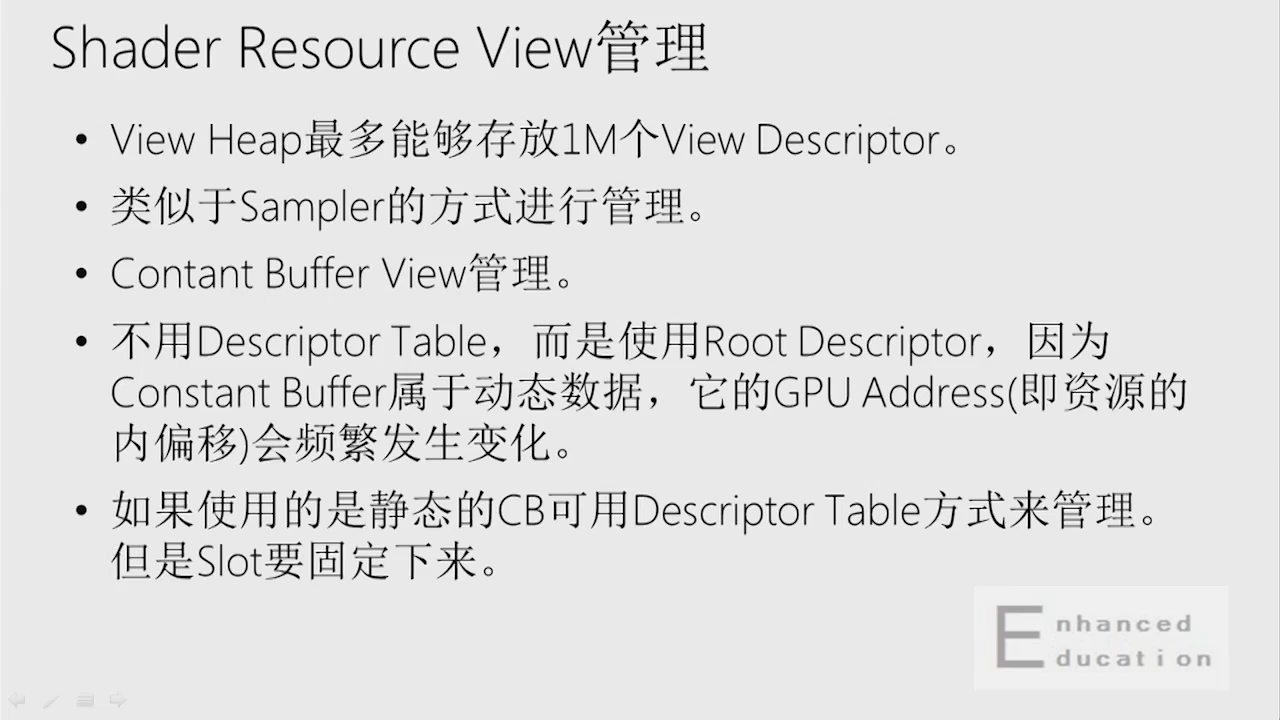 Shader Resource View管理
• View Heap最多能够存放1M个View Descriptor。
• 类似于Sampler的方式进行管理。
• Contant Buffer View管理。
• 不用Descriptor Table，而是使用Root Descriptor，因为
Constant Buffer属于动态数据，它的GPU Address(即资源的
内偏移)会频繁发生变化。
• 如果使用的是静态的CB可用Descriptor Table方式来管理。
但是Slot要固定下来。
Enhanced
Education